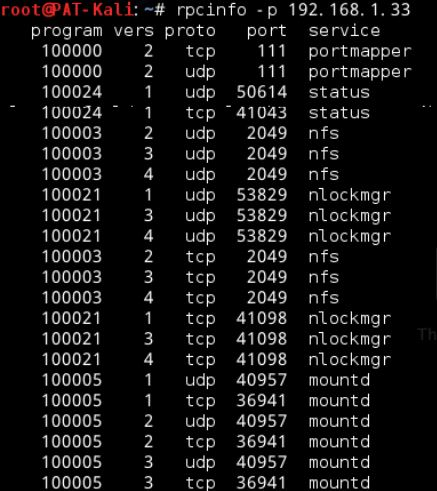 root@PAT-Kali:~# rpcinfo -p 192.168.1.33
program vers proto port service
100000 2 tcp 111 portmapper
100000 2 udp 111 portmapper
100024 1 udp 50614 status
100024 1 tcp 41043 status
100003 2 udp 2049 nfs
100003 3 udp 2049 nfs
100003 4 udp 2049 nfs
100021 1 udp 53829 nlockmgr
100021 3 udp 53829 nlockmgr
100021 4 udp 53829 nlockmgr
100003 2 tcp 2049 nfs
100003 3 tcp 2049 nfs
100003 4 tcp 2049 nfs
100021 1 tcp 41098 nlockmgr
100021 3 tcp 41098 nlockmgr
100021 4 tcp 41098 nlockmgr
100005 1 udp 40957 mountd
100005 1 tcp 36941 mountd
100005 2 udp 40957 mountd
100005 2 tcp 36941 mountd
100005 3 udp 40957 mountd
100005 3 tcp 36941 mountd